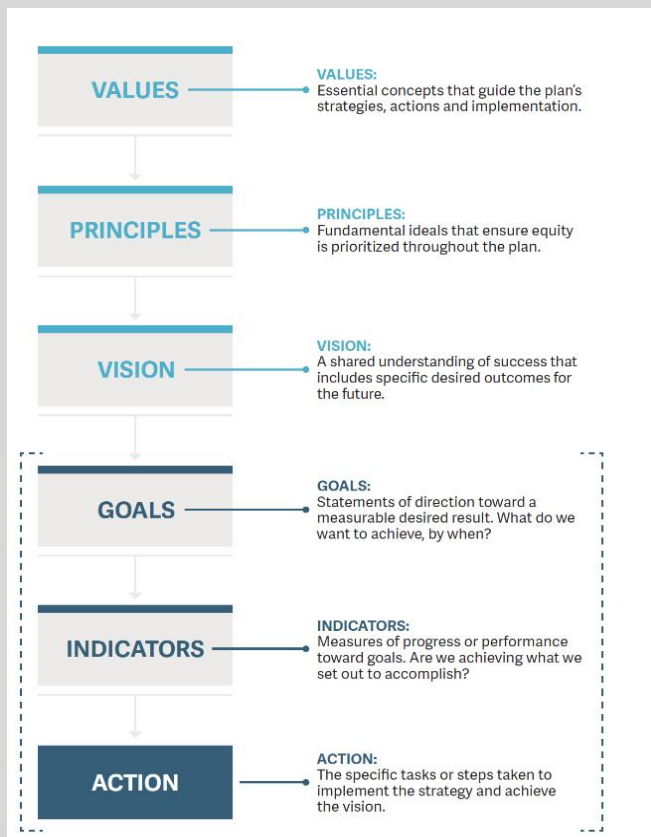 VALUES
VALUES:
Essential concepts that guide the plan's
strategies, actions and implementation.
PRINCIPLES
PRINCIPLES:
Fundamental ideals that ensure equity
is prioritized throughout the plan.
VISION
VISION:
A shared understanding of success that
includes specific desired outcomes for
the future.
GOALS
GOALS:
Statements of direction toward a
measurable desired result. What do we
want to achieve, by when?
INDICATORS
INDICATORS:
Measures of progress or performance
toward goals. Are we achieving what we
set out to accomplish?
ACTION
ACTION:
The specific tasks or steps taken to
implement the strategy and achieve
the vision.